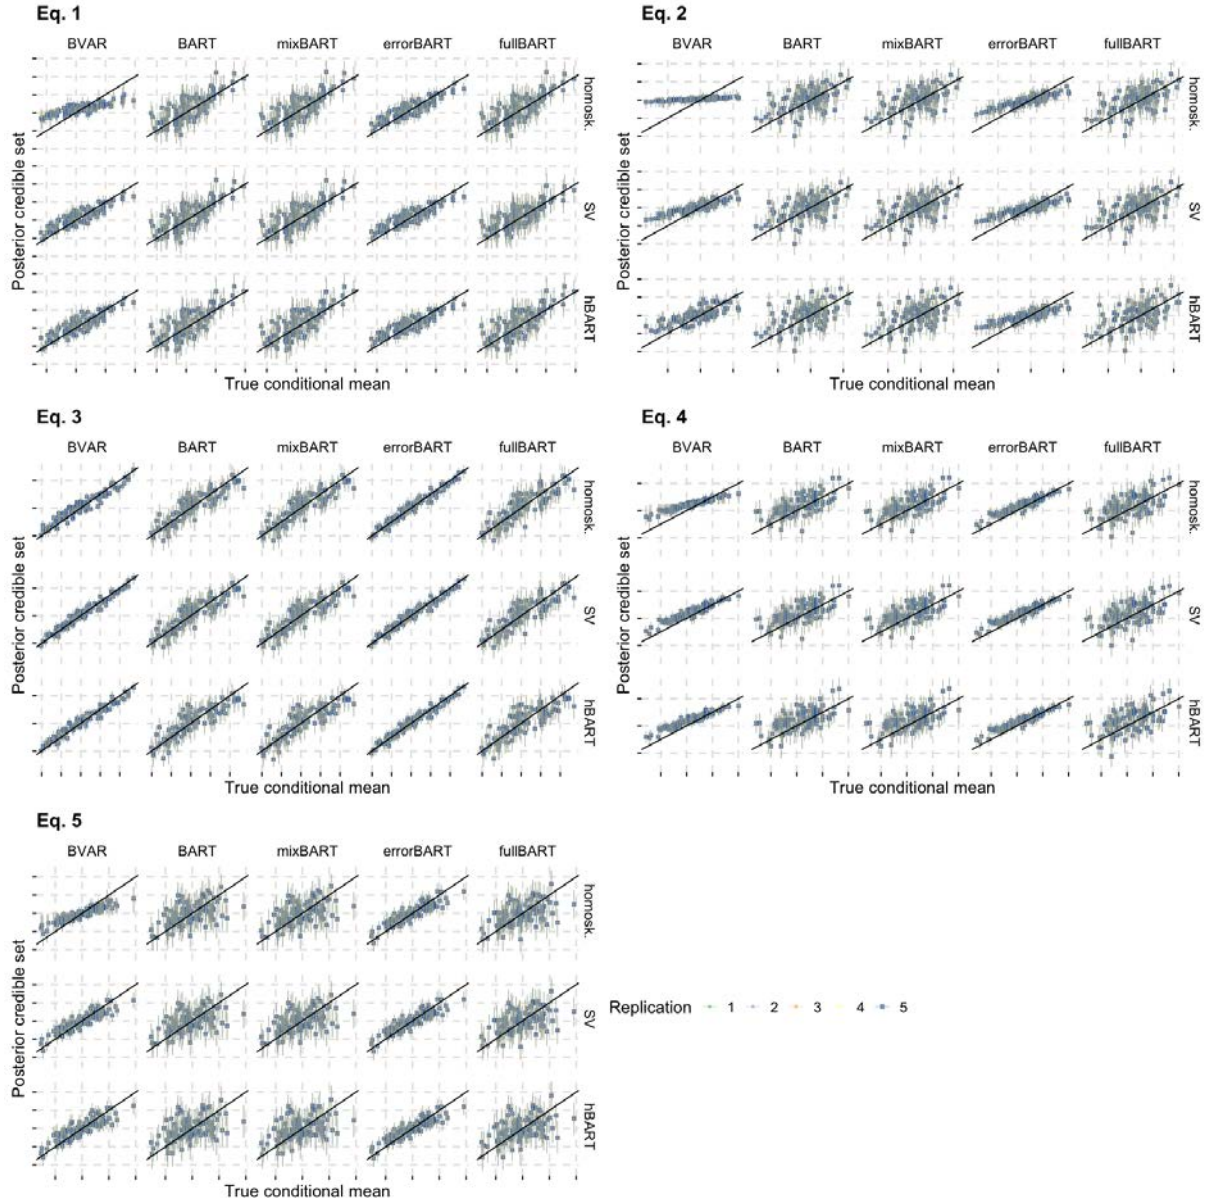 Eq. 1
BVAR BART mixBART errorBART fullBART
homosk.
SV
hBART
Posterior credible set
True conditional mean
Eq. 2
BVAR BART mixBART errorBART fullBART
homosk.
SV
hBART
Posterior credible set
True conditional mean
Eq. 3
BVAR BART mixBART errorBART fullBART
homosk.
SV
hBART
Posterior credible set
True conditional mean
Eq. 4
BVAR BART mixBART errorBART fullBART
homosk.
SV
hBART
Posterior credible set
True conditional mean
Eq. 5
BVAR BART mixBART errorBART fullBART
homosk.
SV
hBART
Posterior credible set
True conditional mean
Replication 1 2 3 4 5